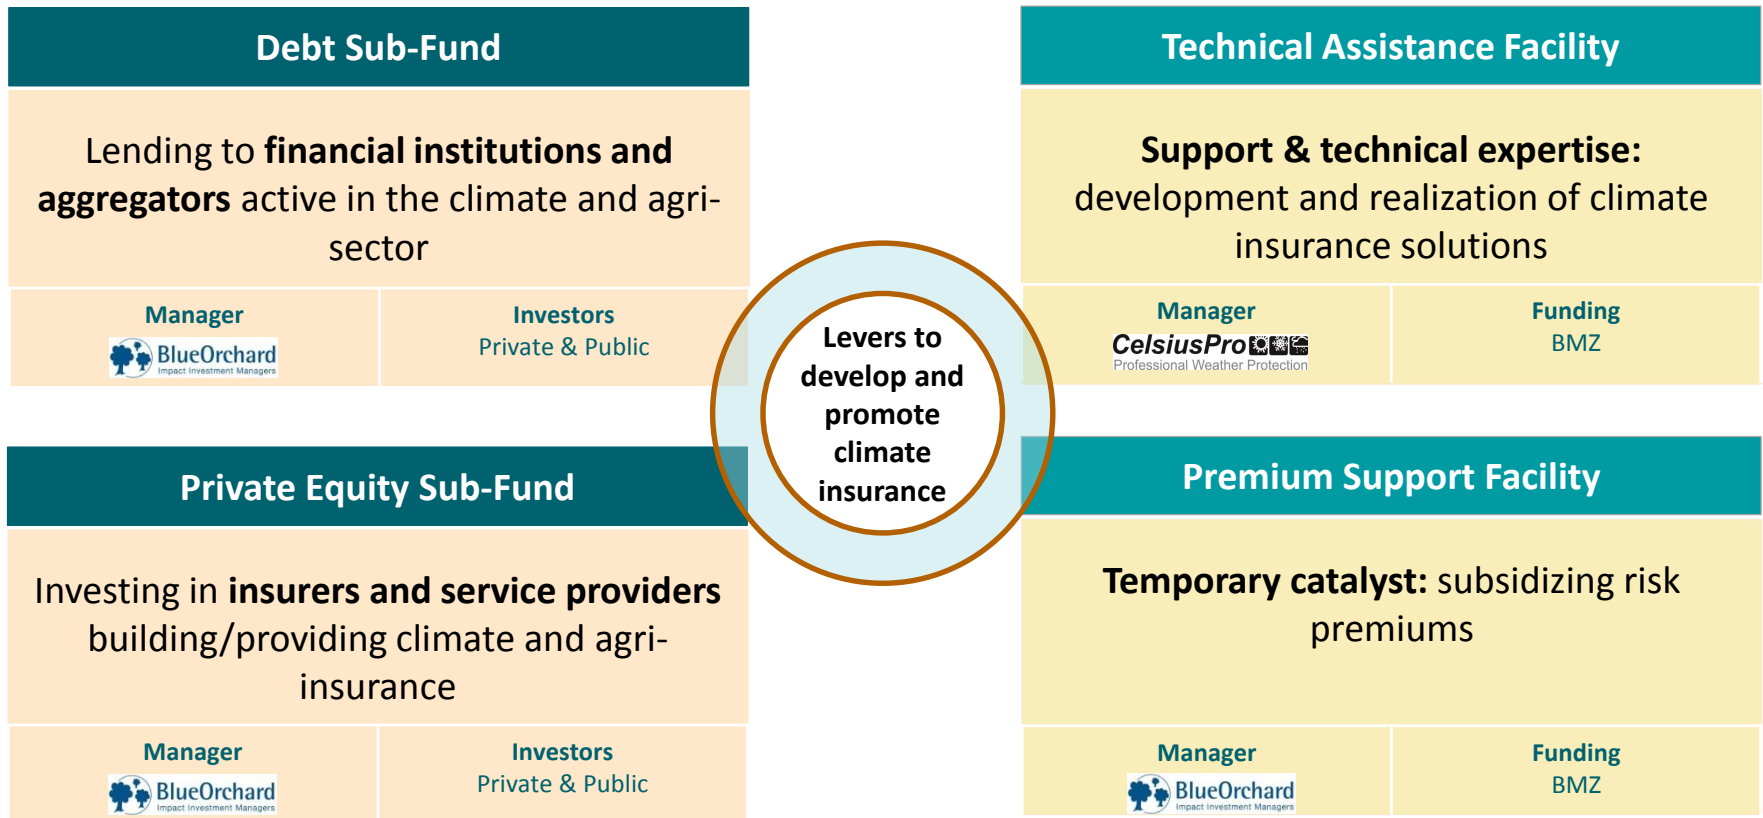 Debt Sub-Fund
Lending to financial institutions and
aggregators active in the climate and agri-
sector
Manager
BlueOrchard
Impact Investment Managers
Investors
Private & Public
Technical Assistance Facility
Support & technical expertise:
development and realization of climate
insurance solutions
Manager
CelsiusPro
Professional Weather Protection
Funding
BMZ
Levers to
develop and
promote
climate
insurance
Private Equity Sub-Fund
Investing in insurers and service providers
building/providing climate and agri-
insurance
Manager
BlueOrchard
Impact Investment Managers
Investors
Private & Public
Premium Support Facility
Temporary catalyst: subsidizing risk
premiums
Manager
BlueOrchard
Impact Investment Managers
Funding
BMZ